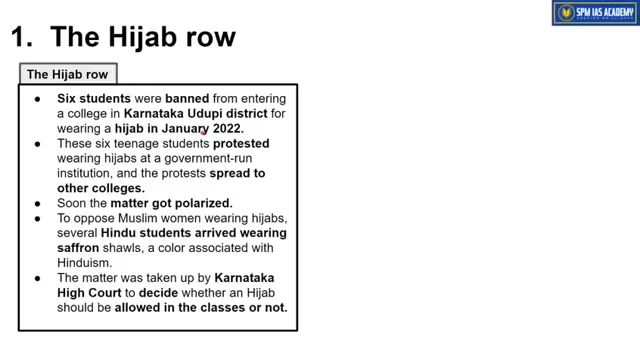 SPM IAS ACADEMY
1. The Hijab row
The Hijab row
● Six students were banned from entering
a college in Karnataka Udupi district for
wearing a hijab in January 2022.
● These six teenage students protested
wearing hijabs at a government-run
institution, and the protests spread to
other colleges.
● Soon the matter got polarized.
● To oppose Muslim women wearing hijabs,
several Hindu students arrived wearing
saffron shawls, a color associated with
Hinduism.
● The matter was taken up by Karnataka
High Court to decide whether an Hijab
should be allowed in the classes or not.